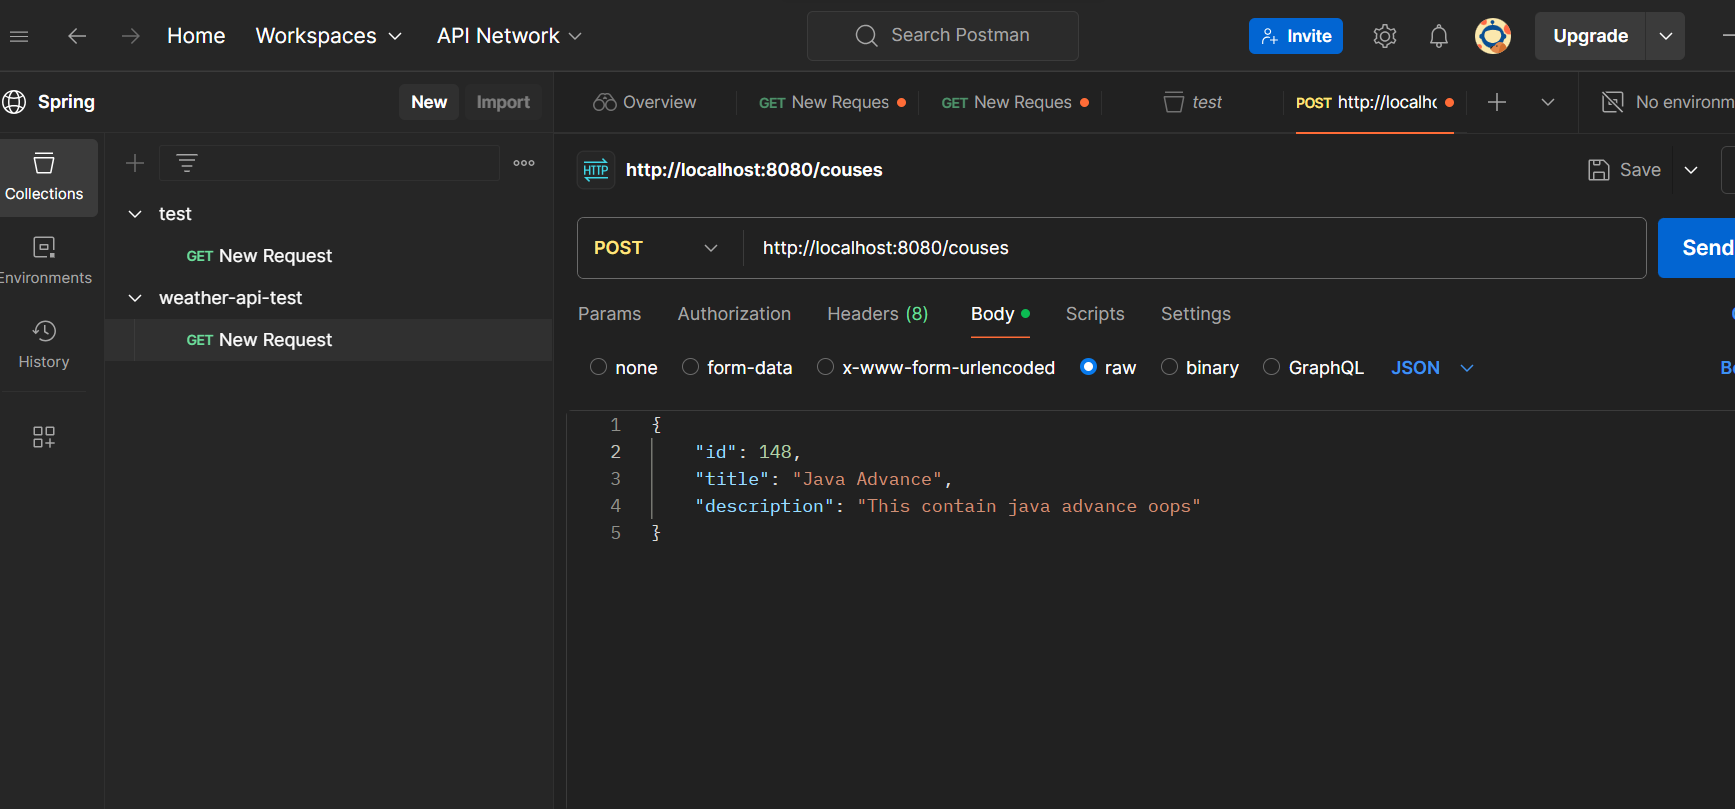 Home Workspaces API Network Search Postman Invite Upgrade
Spring New Import Overview GET New Reques GET New Reques test POST http://localhc No environm
Collections
Environments
History
test
GET New Request
weather-api-test
GET New Request
HTTP http://localhost:8080/couses Save
POST http://localhost:8080/couses Send
Params Authorization Headers (8) Body Scripts Settings
none form-data x-www-form-urlencoded raw binary GraphQL JSON
1 {
2 "id": 148,
3 "title": "Java Advance",
4 "description": "This contain java advance oops"
5 }